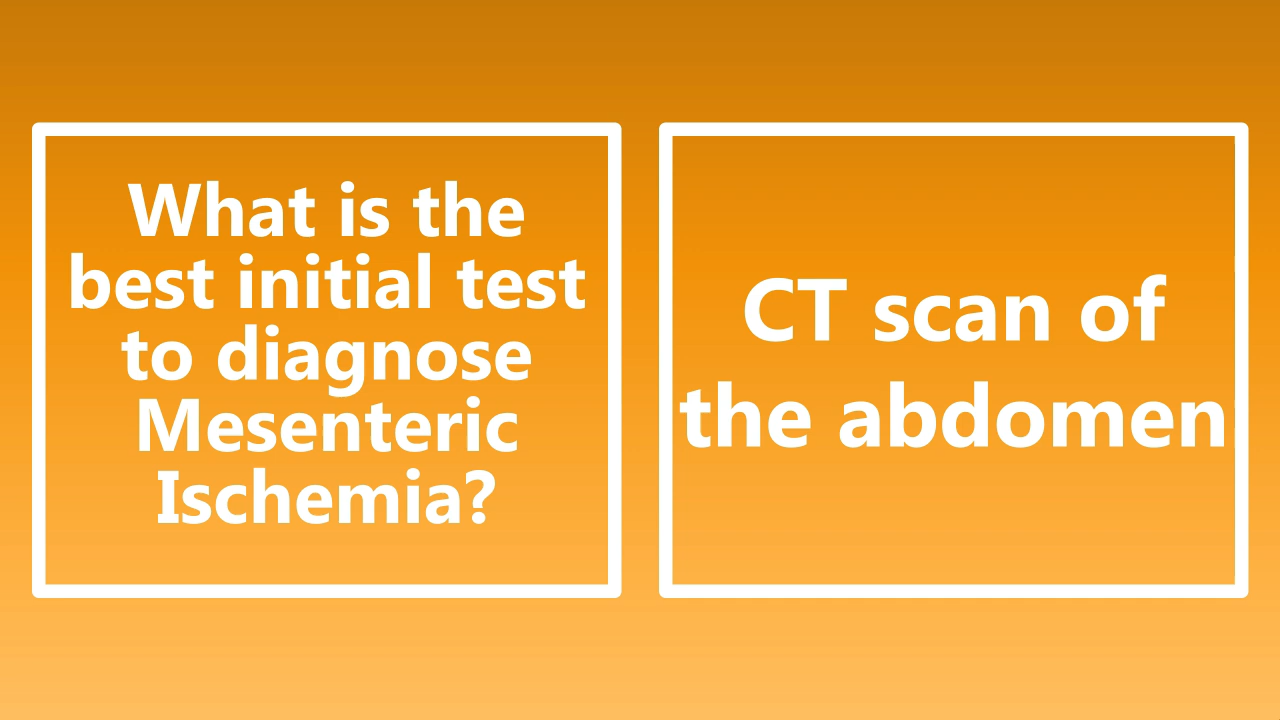 What is the
best initial test
to diagnose
Mesenteric
Ischemia?
CT scan of
the abdomen